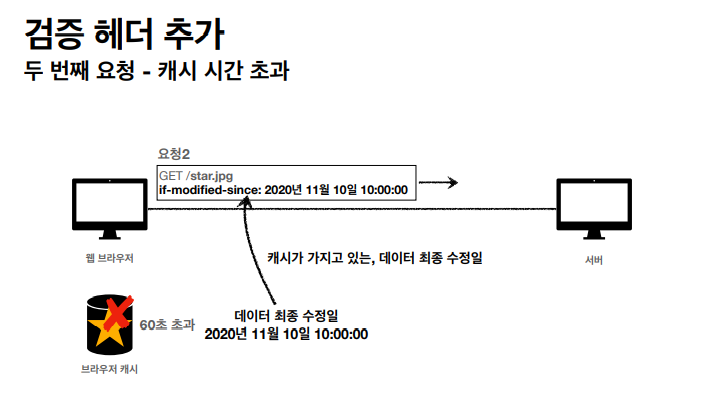 검증 헤더 추가
두 번째 요청 - 캐시 시간 초과
요청2
GET /star.jpg
if-modified-since: 2020년 11월 10일 10:00:00
웹 브라우저
서버
캐시가 가지고 있는, 데이터 최종 수정일
60초 초과
데이터 최종 수정일
2020년 11월 10일 10:00:00
브라우저 캐시